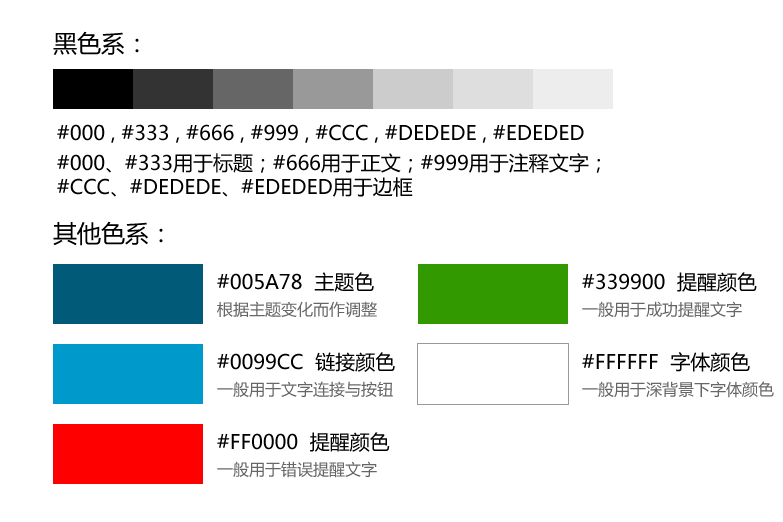 黑色系：
#000 , #333 , #666 , #999 , #CCC , #DEDEDE , #EDEDED
#000、#333用于标题；#666用于正文；#999用于注释文字；
#CCC、#DEDEDE、#EDEDED用于边框
其他色系：
#005A78 主题色
根据主题变化而作调整
#339900 提醒颜色
一般用于成功提醒文字
#0099CC 链接颜色
一般用于文字连接与按钮
#FFFFFF 字体颜色
一般用于深背景下字体颜色
#FF0000 提醒颜色
一般用于错误提醒文字